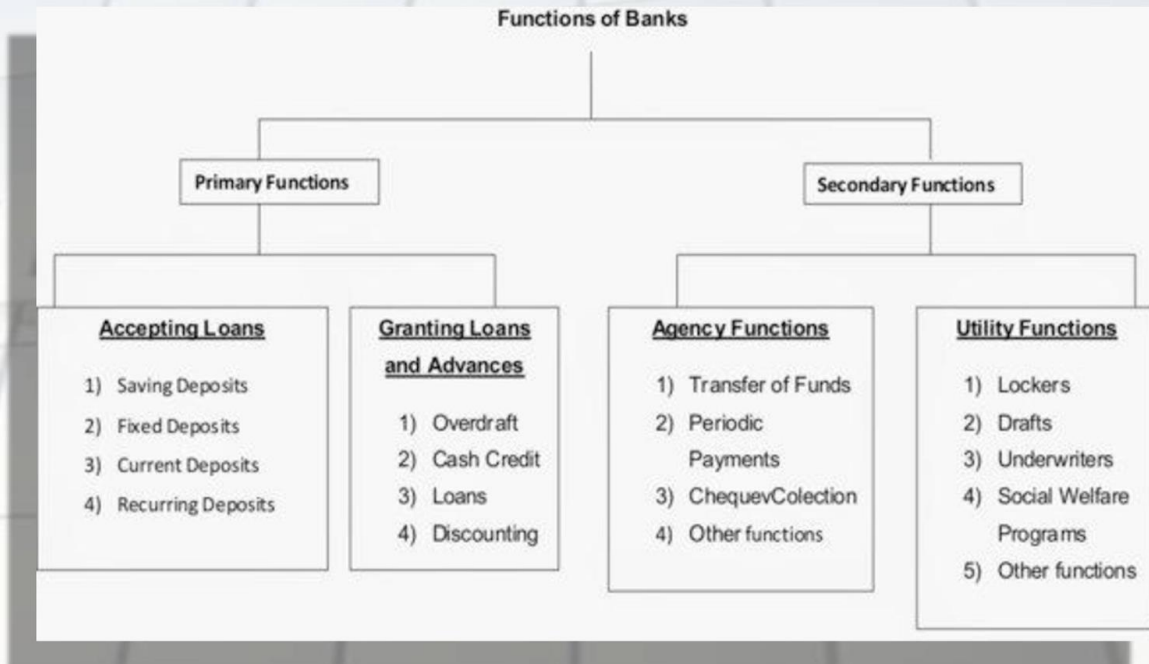 Functions of Banks
Primary Functions
Secondary Functions
Accepting Loans
1) Saving Deposits
2) Fixed Deposits
3) Current Deposits
4) Recurring Deposits
Granting Loans
and Advances
1) Overdraft
2) Cash Credit
3) Loans
4) Discounting
Agency Functions
1) Transfer of Funds
2) Periodic
Payments
3) ChequevColection
4) Other functions
Utility Functions
1) Lockers
2) Drafts
3) Underwriters
4) Social Welfare
Programs
5) Other functions